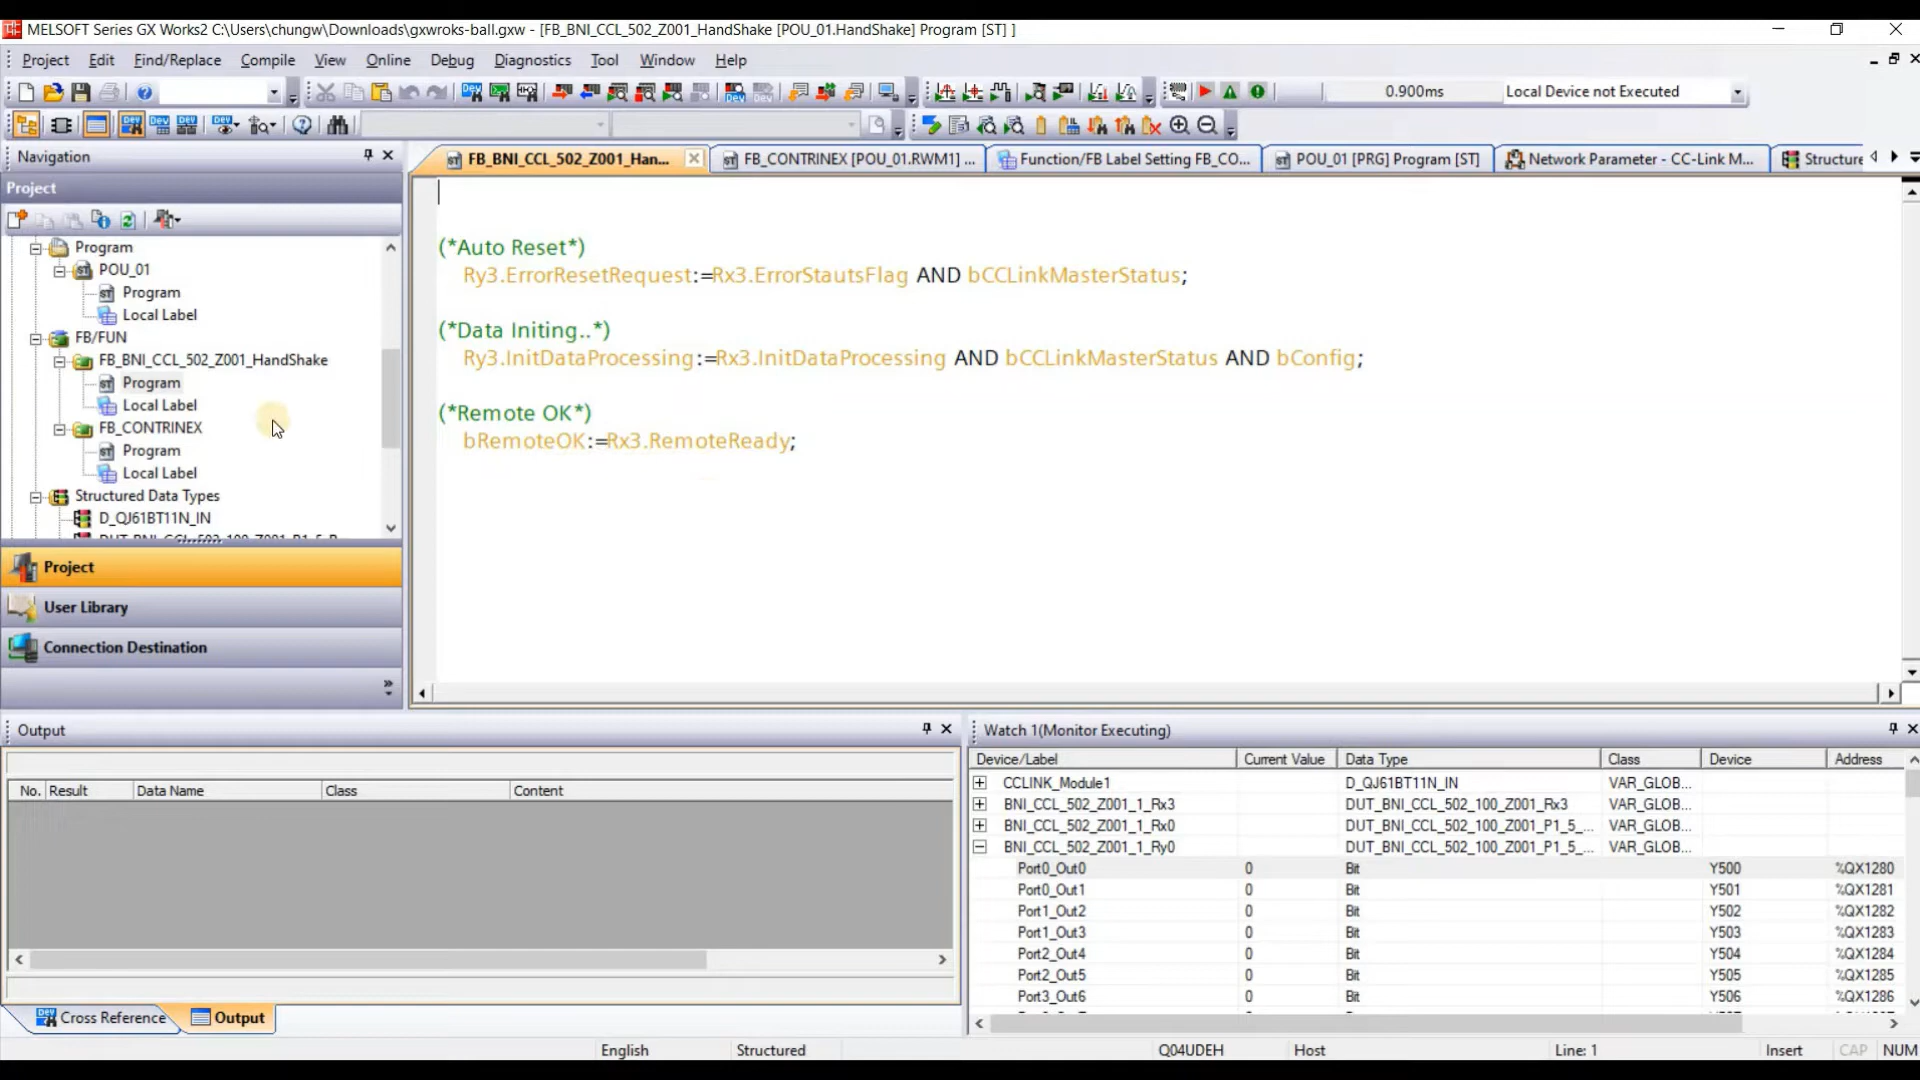 MELSOFT Series GX Works2 C:\Users\chungw\Downloads\gxwroks-ball.gxw - [FB_BNI_CCL_502_Z001_HandShake [POU_01.HandShake] Program [ST] ]
Project Edit Find/Replace Compile View Online Debug Diagnostics Tool Window Help
0.900ms Local Device not Executed
Navigation
FB_BNI_CCL_502_Z001_Han...
FB_CONTRINEX [POU_01.RWM1] ...
Function/FB Label Setting FB_CO...
POU_01 [PRG] Program [ST]
Network Parameter - CC-Link M...
Structure
Project
Program
POU_01
Program
Local Label
FB/FUN
FB_BNI_CCL_502_Z001_HandShake
Program
Local Label
FB_CONTRINEX
Program
Local Label
Structured Data Types
D_QJ61BT11N_IN
Project
User Library
Connection Destination
(*Auto Reset*)
Ry3.ErrorResetRequest:=Rx3.ErrorStautsFlag AND bCCLinkMasterStatus;
(*Data Initing..*)
Ry3.InitDataProcessing:=Rx3.InitDataProcessing AND bCCLinkMasterStatus AND bConfig;
(*Remote OK*)
bRemoteOK:=Rx3.RemoteReady;
Output
No. Result Data Name Class Content
Cross Reference Output
Watch 1(Monitor Executing)
Device/Label Current Value Data Type Class Device Address
CCLINK_Module1 D_QJ61BT11N_IN VAR_GLOB...
BNI_CCL_502_Z001_1_Rx3 DUT_BNI_CCL_502_100_Z001_Rx3 VAR_GLOB...
BNI_CCL_502_Z001_1_Rx0 DUT_BNI_CCL_502_100_Z001_P1_5_... VAR_GLOB...
BNI_CCL_502_Z001_1_Ry0 DUT_BNI_CCL_502_100_Z001_P1_5_... VAR_GLOB...
Port0_Out0 0 Bit Y500 %QX1280
Port0_Out1 0 Bit Y501 %QX1281
Port1_Out2 0 Bit Y502 %QX1282
Port1_Out3 0 Bit Y503 %QX1283
Port2_Out4 0 Bit Y504 %QX1284
Port2_Out5 0 Bit Y505 %QX1285
Port3_Out6 0 Bit Y506 %QX1286
English Structured Q04UDEH Host Line: 1 Insert CAP NUM